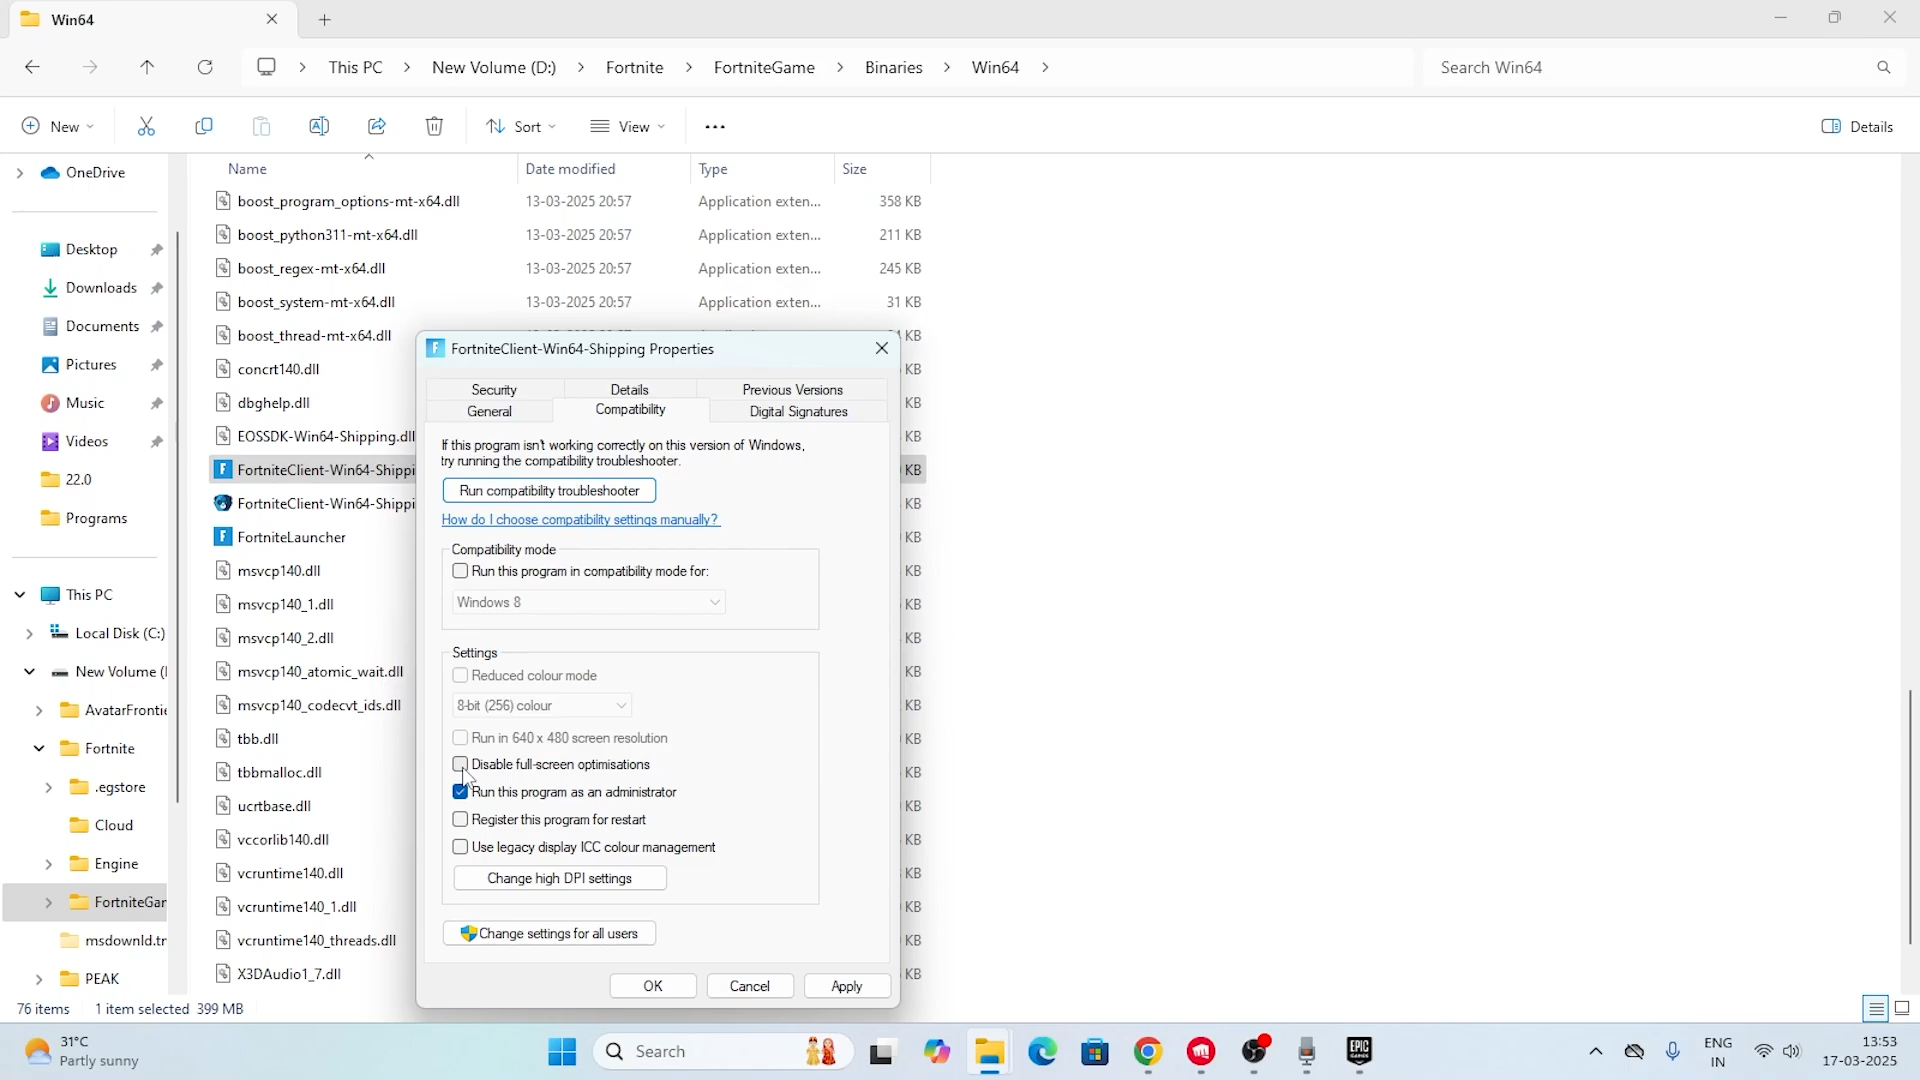 Win64
This PC
New Volume (D:)
Fortnite
FortniteGame
Binaries
Win64
Search Win64
New
Sort
View
Details
Name
Date modified
Type
Size
OneDrive
Desktop
Downloads
Documents
Pictures
Music
Videos
22.0
Programs
This PC
Local Disk (C:)
New Volume (
AvatarFrontie
Fortnite
.egstore
Cloud
Engine
FortniteGar
msdownld.tr
PEAK
boost_program_options-mt-x64.dll 13-03-2025 20:57 Application exten... 358 KB
boost_python311-mt-x64.dll 13-03-2025 20:57 Application exten... 211 KB
boost_regex-mt-x64.dll 13-03-2025 20:57 Application exten... 245 KB
boost_system-mt-x64.dll 13-03-2025 20:57 Application exten... 31 KB
boost_thread-mt-x64.dll KB
concrt140.dll KB
dbghelp.dll KB
EOSSDK-Win64-Shipping.dll KB
FortniteClient-Win64-Shippi KB
FortniteClient-Win64-Shippi KB
FortniteLauncher KB
msvcp140.dll KB
msvcp140_1.dll KB
msvcp140_2.dll KB
msvcp140_atomic_wait.dll KB
msvcp140_codecvt_ids.dll KB
tbb.dll KB
tbbmalloc.dll KB
ucrtbase.dll KB
vccorlib140.dll KB
vcruntime140.dll KB
vcruntime140_1.dll KB
vcruntime140_threads.dll KB
X3DAudio1_7.dll KB
FortniteClient-Win64-Shipping Properties
Security
Details
Previous Versions
General
Compatibility
Digital Signatures
If this program isn't working correctly on this version of Windows,
try running the compatibility troubleshooter.
Run compatibility troubleshooter
How do I choose compatibility settings manually?
Compatibility mode
Run this program in compatibility mode for:
Windows 8
Settings
Reduced colour mode
8-bit (256) colour
Run in 640 x 480 screen resolution
Disable full-screen optimisations
Run this program as an administrator
Register this program for restart
Use legacy display ICC colour management
Change high DPI settings
Change settings for all users
OK
Cancel
Apply
76 items
1 item selected 399 MB
31°C
Partly sunny
Search
EPIC
GAMES
ENG
IN
13:53
17-03-2025